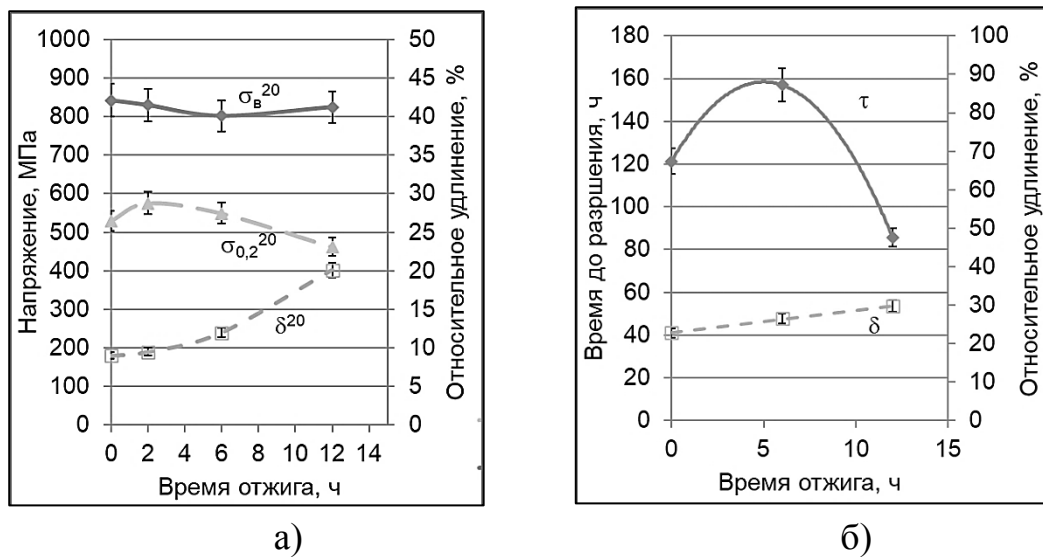 1000
900
800
700
600
500
400
300
200
100
0
Напряжение, МПа
50
45
40
35
30
25
20
15
10
5
0
Относительное удлинение, %
σв20
σ0,220
δ20
0 2 4 6 8 10 12 14
Время отжига, ч
а)
180
160
140
120
100
80
60
40
20
0
Время до разршения, ч
100
90
80
70
60
50
40
30
20
10
0
Относительное удлинение, %
τ
δ
0 5 10 15
Время отжига, ч
б)